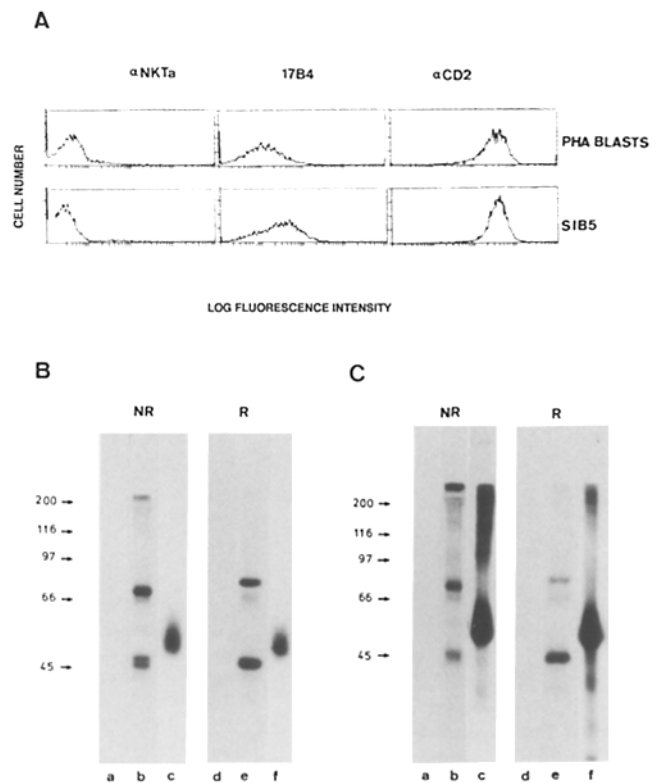 A
αNKTa 17B4 αCD2
CELL NUMBER
PHA BLASTS
SIB5
LOG FLUORESCENCE INTENSITY
B
NR R
200
116
97
66
45
a b c d e f
C
NR R
200
116
97
66
45
a b c d e f